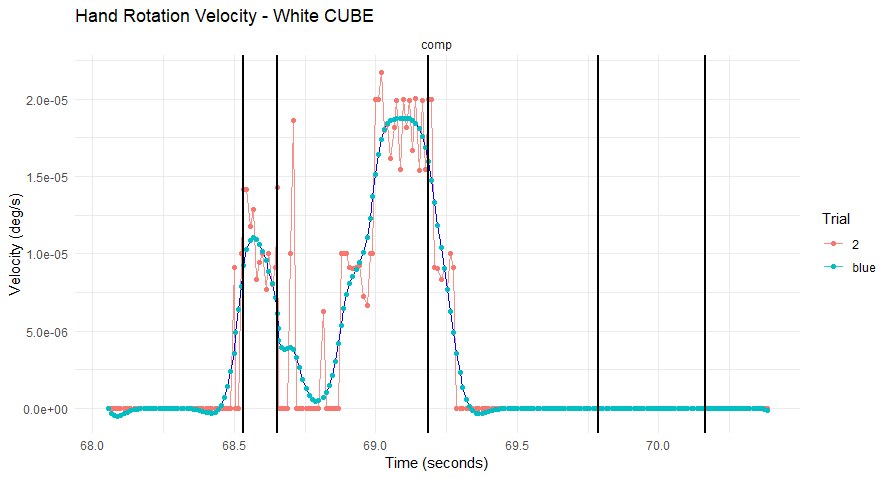 Hand Rotation Velocity - White CUBE
comp
Velocity (deg/s)
2.0e-05
1.5e-05
1.0e-05
5.0e-06
0.0e+00
68.0 68.5 69.0 69.5 70.0
Time (seconds)
Trial
2
blue